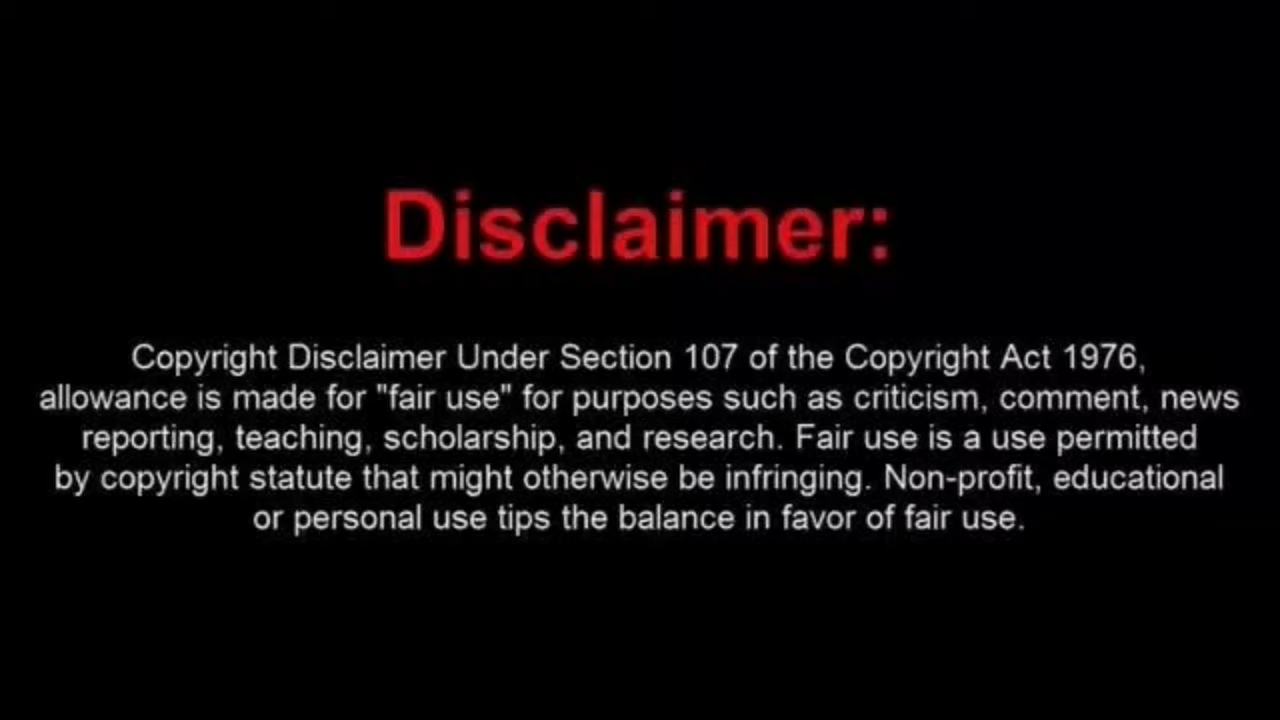 Disclaimer:
Copyright Disclaimer Under Section 107 of the Copyright Act 1976,
allowance is made for "fair use" for purposes such as criticism, comment, news
reporting, teaching, scholarship, and research. Fair use is a use permitted
by copyright statute that might otherwise be infringing. Non-profit, educational
or personal use tips the balance in favor of fair use.